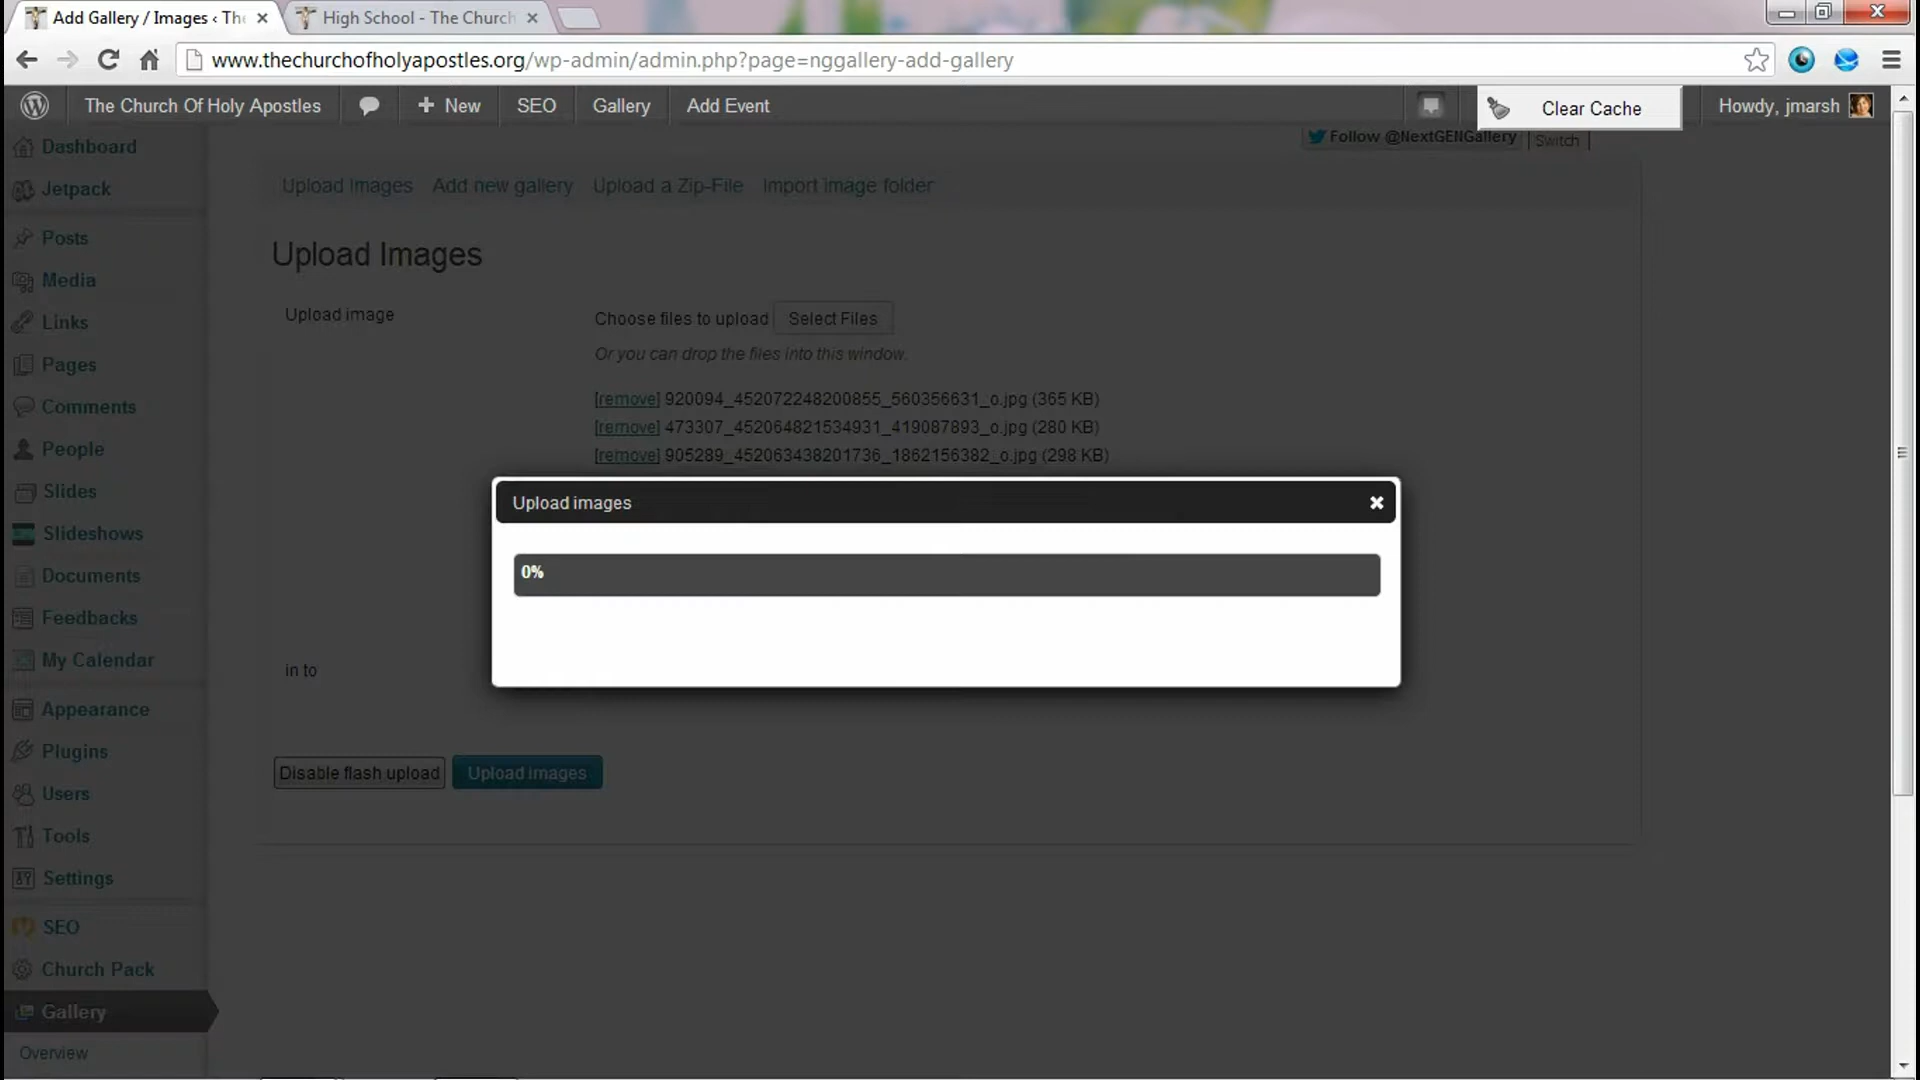 Add Gallery / Images ‹ The
High School - The Church
www.thechurchofholyapostles.org/wp-admin/admin.php?page=nggallery-add-gallery
The Church Of Holy Apostles
New
SEO
Gallery
Add Event
Clear Cache
Howdy, jmarsh
Follow @NextGENGallery
Switch
Dashboard
Jetpack
Posts
Media
Links
Pages
Comments
People
Slides
Slideshows
Documents
Feedbacks
My Calendar
Appearance
Plugins
Users
Tools
Settings
SEO
Church Pack
Gallery
Overview
Upload Images Add new gallery Upload a Zip-File Import image folder
Upload Images
Upload image
Choose files to upload Select Files
Or you can drop the files into this window.
[remove] 920094_452072248200855_560356631_o.jpg (365 KB)
[remove] 473307_452064821534931_419087893_o.jpg (280 KB)
[remove] 905289_452063438201736_1862156382_o.jpg (298 KB)
Upload images
0%
in to
Disable flash upload Upload images